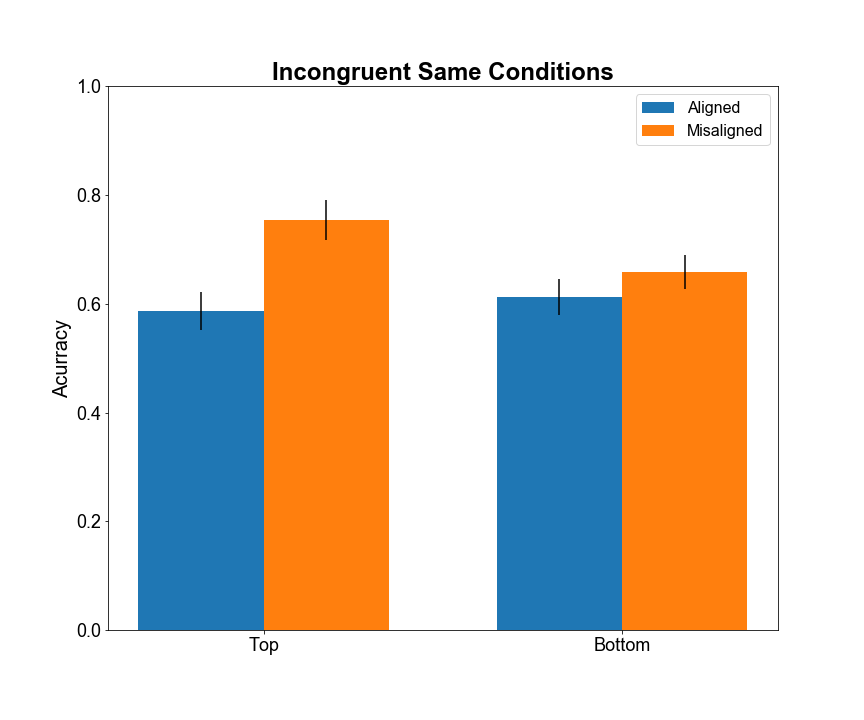 Incongruent Same Conditions
1.0
Aligned
Misaligned
0.8
0.6
Acurracy
0.4
0.2
0.0
Top
Bottom